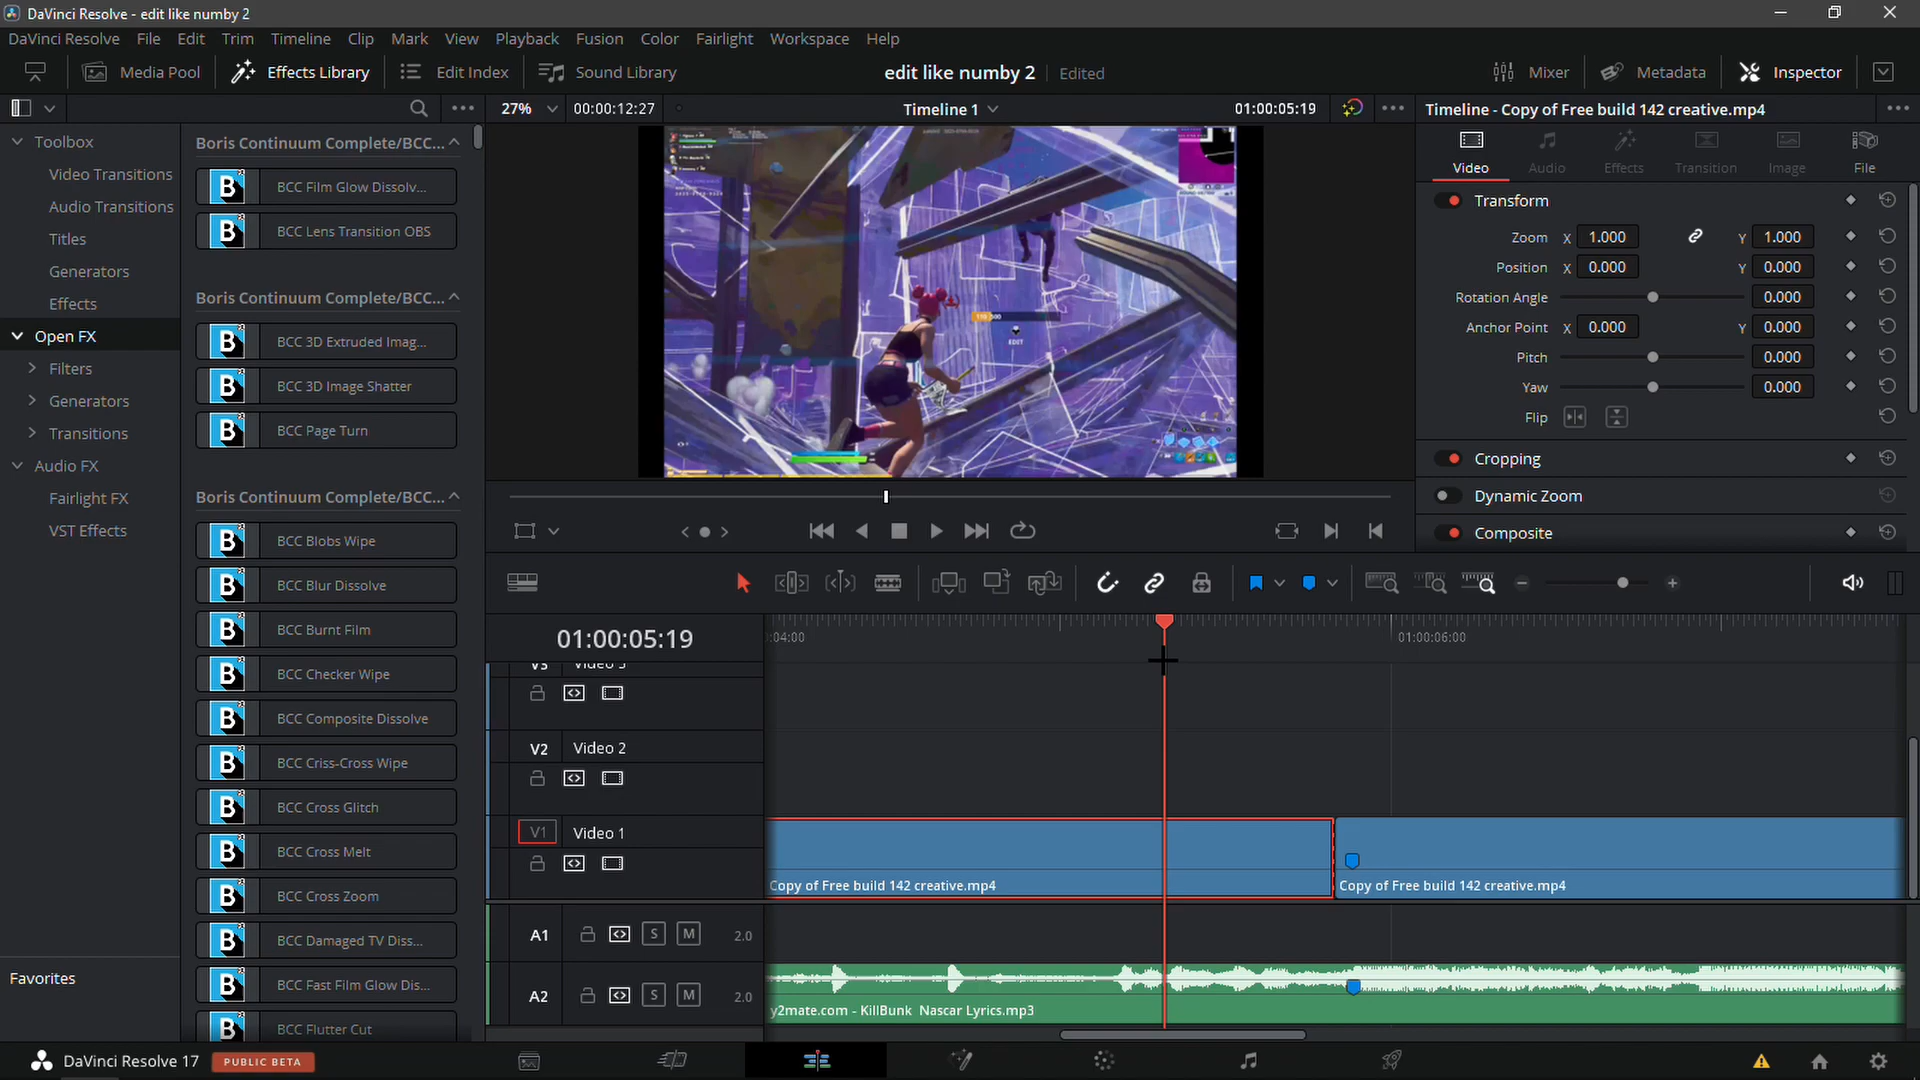 DaVinci Resolve - edit like numby 2
DaVinci Resolve File Edit Trim Timeline Clip Mark View Playback Fusion Color Fairlight Workspace Help
Media Pool Effects Library Edit Index Sound Library edit like numby 2 Edited Mixer Metadata Inspector
27% 00:00:12:27 Timeline 1 01:00:05:19 Timeline - Copy of Free build 142 creative.mp4
Toolbox
Video Transitions
Audio Transitions
Titles
Generators
Effects
Open FX
Filters
Generators
Transitions
Audio FX
Fairlight FX
VST Effects
Favorites
Boris Continuum Complete/BCC...
BCC Film Glow Dissolv...
BCC Lens Transition OBS
Boris Continuum Complete/BCC...
BCC 3D Extruded Imag...
BCC 3D Image Shatter
BCC Page Turn
Boris Continuum Complete/BCC...
BCC Blobs Wipe
BCC Blur Dissolve
BCC Burnt Film
BCC Checker Wipe
BCC Composite Dissolve
BCC Criss-Cross Wipe
BCC Cross Glitch
BCC Cross Melt
BCC Cross Zoom
BCC Damaged TV Diss...
BCC Fast Film Glow Dis...
BCC Flutter Cut
EDIT
Video Audio Effects Transition Image File
Transform
Zoom X 1.000 Y 1.000
Position X 0.000 Y 0.000
Rotation Angle 0.000
Anchor Point X 0.000 Y 0.000
Pitch 0.000
Yaw 0.000
Flip
Cropping
Dynamic Zoom
Composite
01:00:05:19
:04:00 01:00:06:00
V3 Video 3
V2 Video 2
V1 Video 1
Copy of Free build 142 creative.mp4 Copy of Free build 142 creative.mp4
A1 S M 2.0
A2 S M 2.0
y2mate.com - KillBunk Nascar Lyrics.mp3
DaVinci Resolve 17 PUBLIC BETA